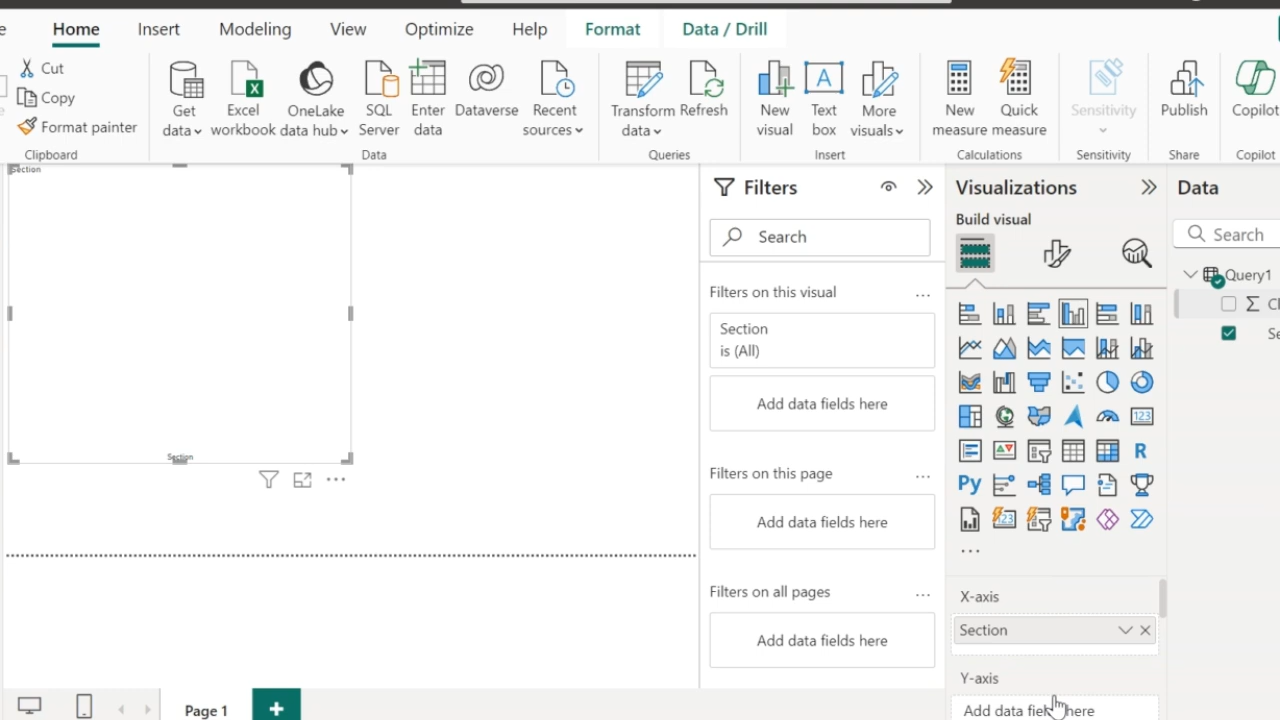 Home Insert Modeling View Optimize Help Format Data / Drill
Cut
Copy
Format painter
Clipboard
Get
data
Excel
workbook
OneLake
data hub
SQL
Server
Enter
data
Dataverse
Recent
sources
Data
Transform
data
Refresh
Queries
New
visual
Text
box
More
visuals
Insert
New
measure
Quick
measure
Calculations
Sensitivity
Sensitivity
Publish
Share
Copilot
Copilot
Section
Section
Filters
Search
Filters on this visual
Section
is (All)
Add data fields here
Filters on this page
Add data fields here
Filters on all pages
Add data fields here
Visualizations
Build visual
123
R
Py
123
X-axis
Section
Y-axis
Add data fields here
Data
Search
Query1
Page 1